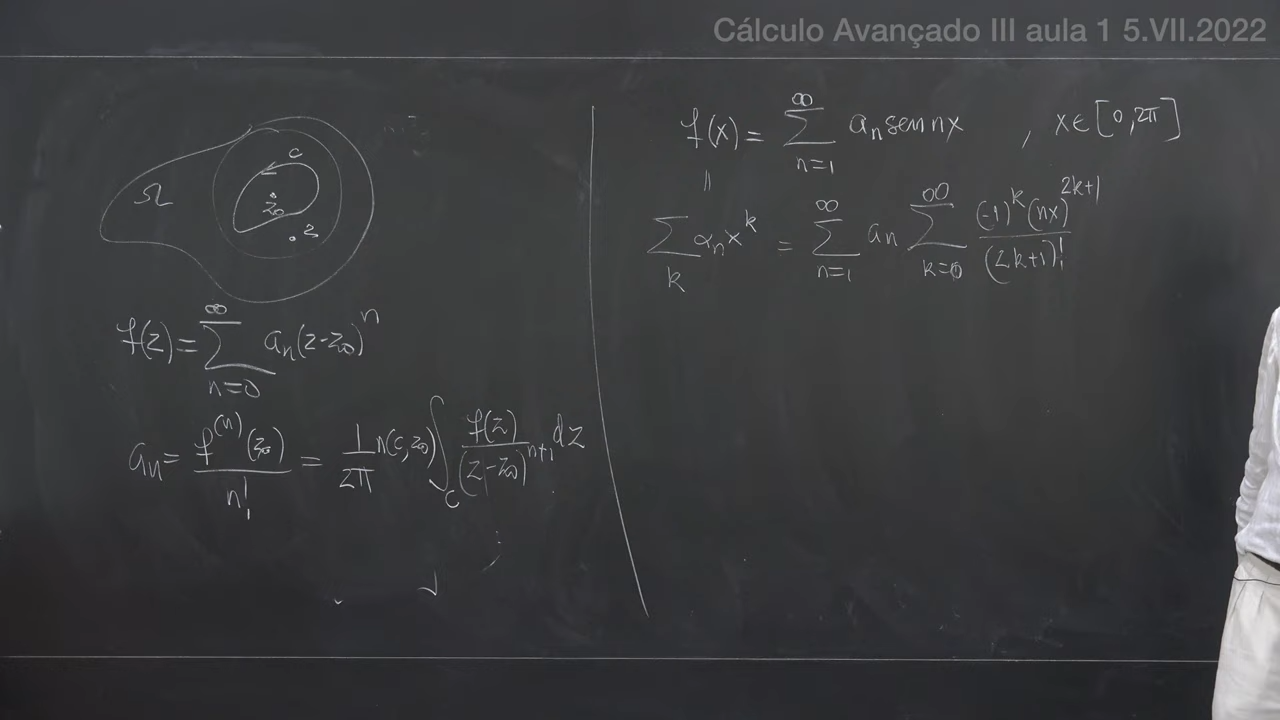 Cálculo Avançado III aula 1 5.VII.2022
Ω
c
z₀
z
f(z) = ∑_{n=0}^{∞} aₙ(z-z₀)ⁿ
aₙ = f⁽ⁿ⁾(z₀)/n! = 1/2π n(c,z₀) ∫_C f(z)/(z-z₀)ⁿ⁺¹ dz
f(x) = ∑_{n=1}^{∞} aₙ sen nx , x∈[0,2π]
||
∑_k αₙxᵏ = ∑_{n=1}^{∞} aₙ ∑_{k=0}^{∞} (-1)ᵏ(nx)²ᵏ⁺¹/(2k+1)!